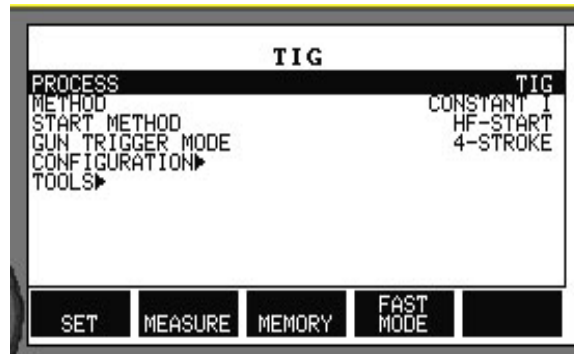 TIG
PROCESS TIG
METHOD CONSTANT I
START METHOD HF-START
GUN TRIGGER MODE 4-STROKE
CONFIGURATION▶
TOOLS▶
SET MEASURE MEMORY FAST MODE